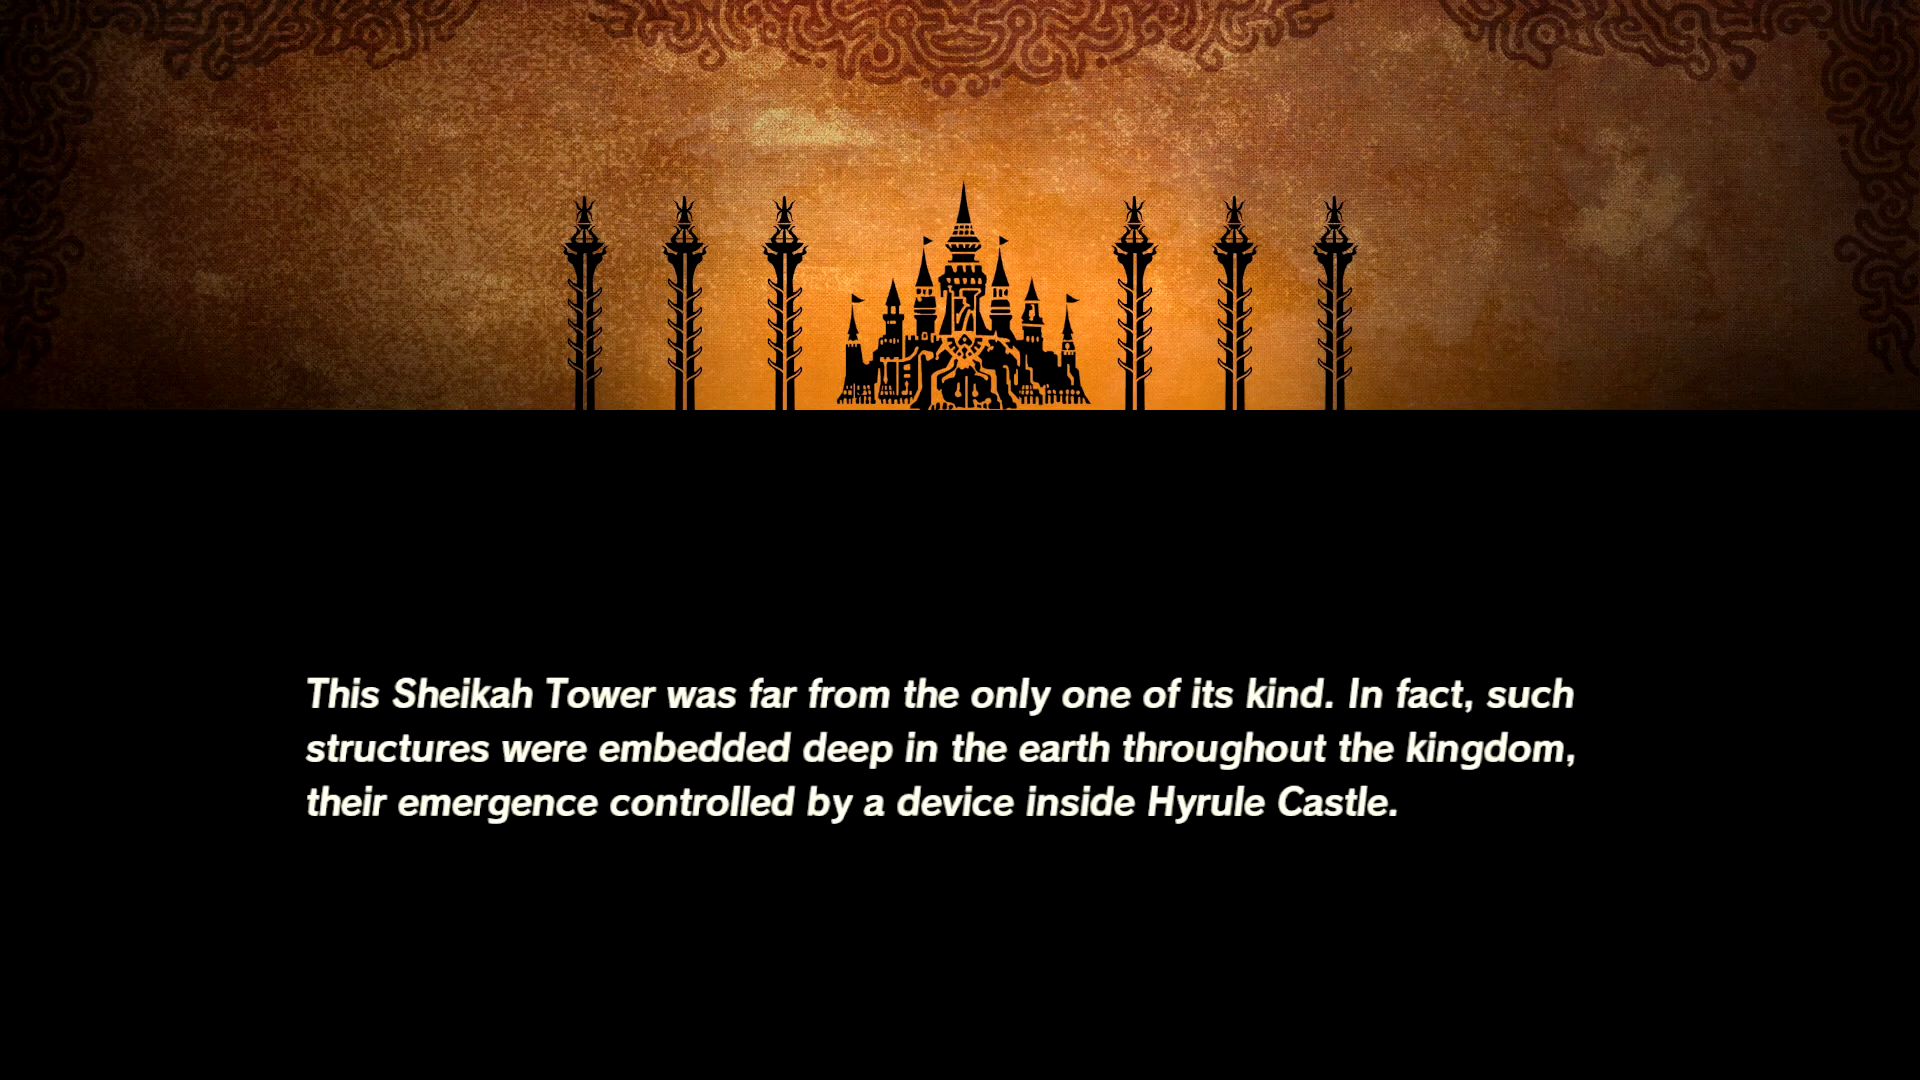 This Sheikah Tower was far from the only one of its kind. In fact, such
structures were embedded deep in the earth throughout the kingdom,
their emergence controlled by a device inside Hyrule Castle.